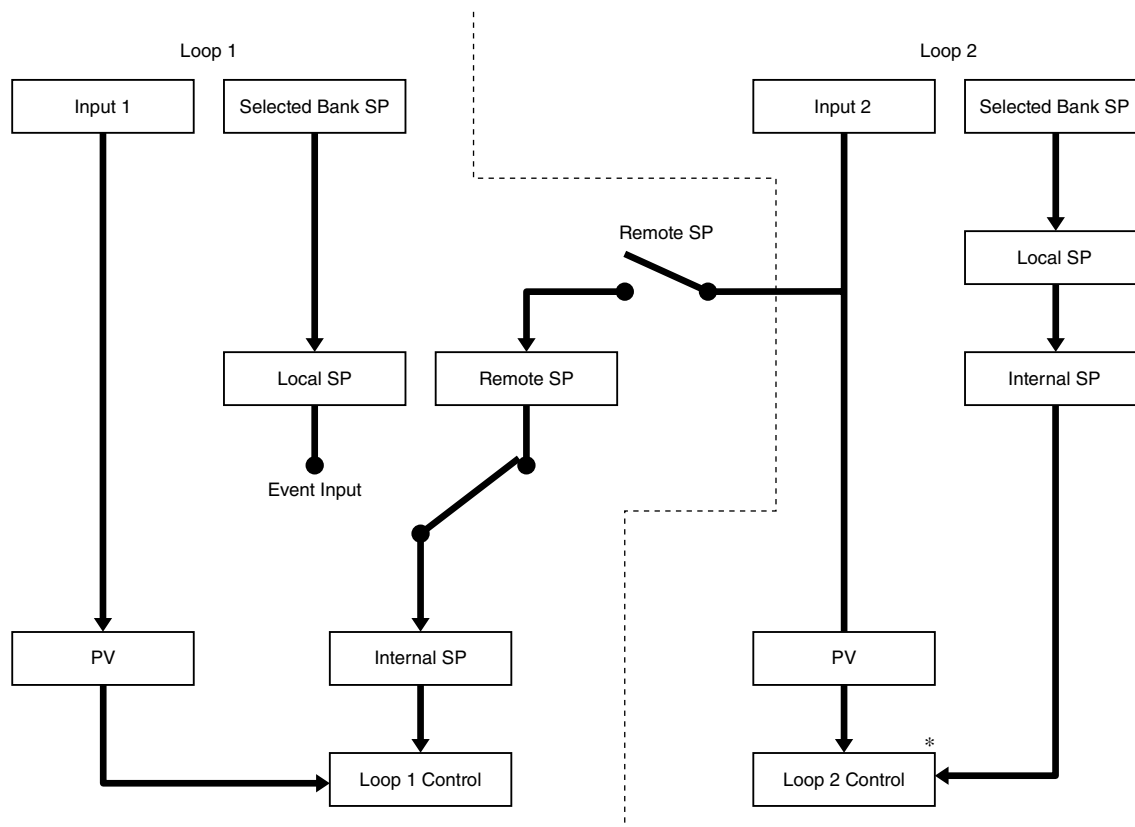 Loop 1
Loop 2
Input 1
Selected Bank SP
Input 2
Selected Bank SP
Remote SP
Local SP
Local SP
Remote SP
Internal SP
Event Input
PV
Internal SP
PV
*
Loop 1 Control
Loop 2 Control